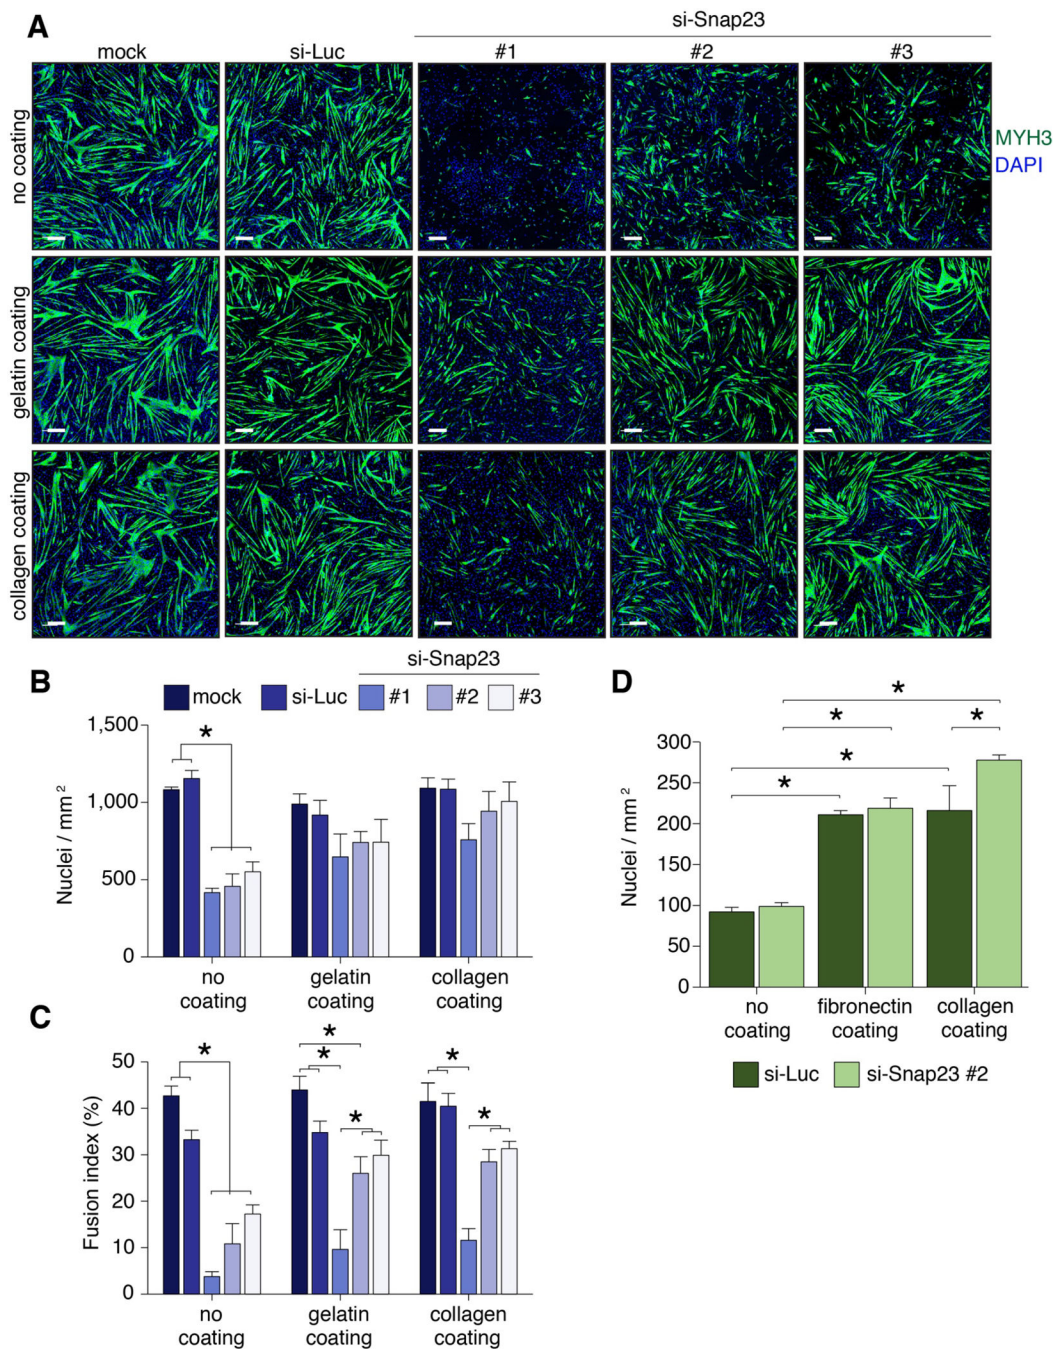 A
si-Snap23
mock
si-Luc
#1
#2
#3
no coating
MYH3
DAPI
gelatin coating
collagen coating
B
si-Snap23
mock
si-Luc
#1
#2
#3
Nuclei / mm²
1,500
1,000
500
0
*
no coating
gelatin coating
collagen coating
C
Fusion index (%)
50
40
30
20
10
0
*
*
*
*
*
*
no coating
gelatin coating
collagen coating
D
Nuclei / mm²
300
250
200
150
100
50
0
*
*
*
*
*
no coating
fibronectin coating
collagen coating
si-Luc
si-Snap23 #2